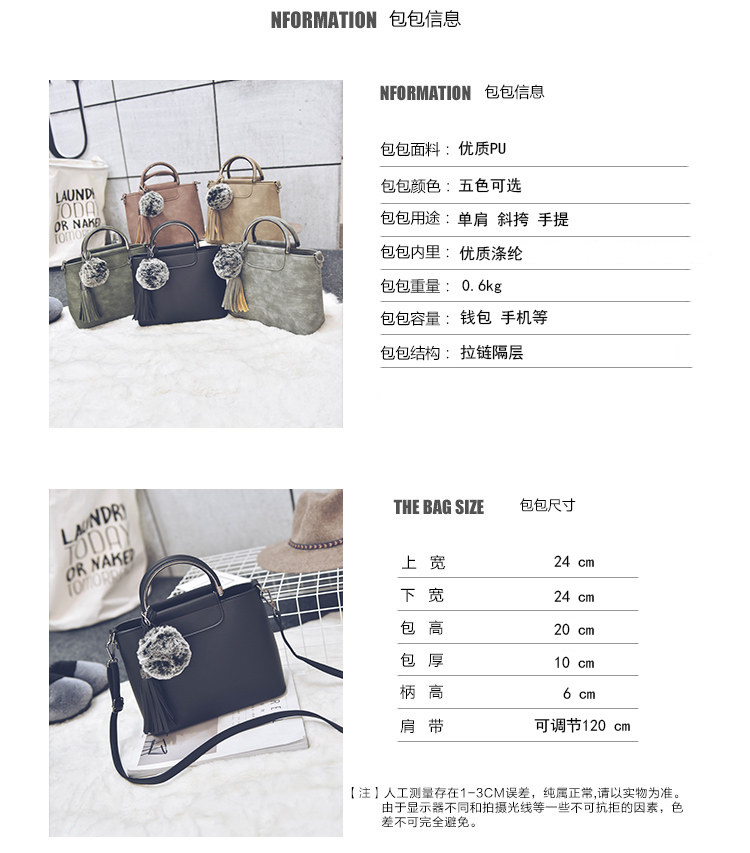 NFORMATION 包包信息
NFORMATION 包包信息
包包面料： 优质PU
包包颜色： 五色可选
包包用途： 单肩 斜挎 手提
包包内里： 优质涤纶
包包重量： 0.6kg
包包容量： 钱包 手机等
包包结构： 拉链隔层
LAUNDRY
TODAY
OR NAKED
TOMORROW
THE BAG SIZE 包包尺寸
上 宽 24 cm
下 宽 24 cm
包 高 20 cm
包 厚 10 cm
柄 高 6 cm
肩 带 可调节120 cm
LAUNDRY
TODAY
OR NAKED
TOMORROW
【注】人工测量存在1-3CM误差，纯属正常,请以实物为准。
由于显示器不同和拍摄光线等一些不可抗拒的因素，色
差不可完全避免。